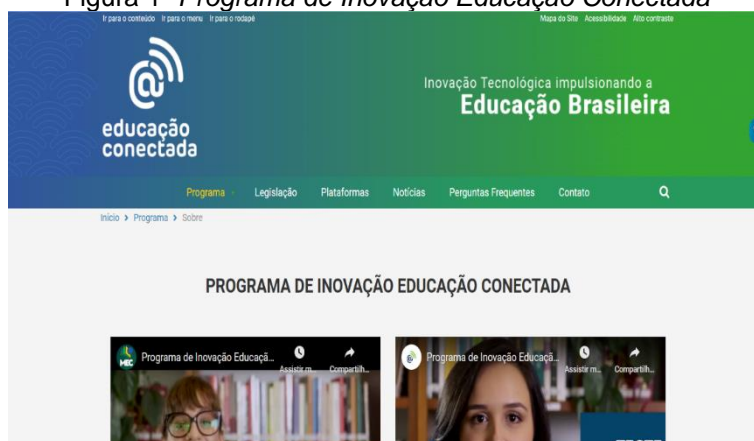 Figura 1- Programa de Inovação Educação Conectada
Ir para o conteúdo Ir para o menu Ir para o rodapé
Mapa do Site Acessibilidade Alto contraste
@
educação
conectada
Inovação Tecnológica impulsionando a
Educação Brasileira
Programa Legislação Plataformas Notícias Perguntas Frequentes Contato
Início > Programa > Sobre
PROGRAMA DE INOVAÇÃO EDUCAÇÃO CONECTADA
MEC Programa de Inovação Educaçã... Assistir m... Compartilh...
@ Programa de Inovação Educaçã... Assistir m... Compartilh...